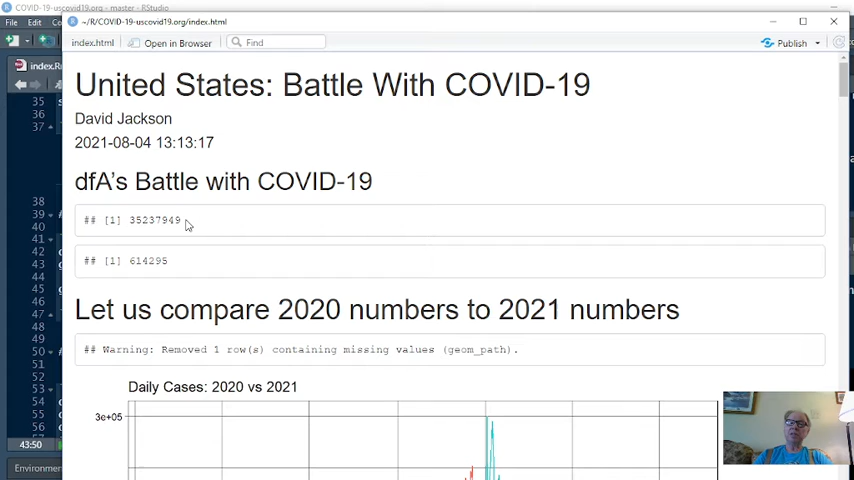 COVID-19-uscovid19.org - master - RStudio
~/R/COVID-19-uscovid19.org/index.html
File Edit
index.html
Open in Browser
Find
Publish
index.R
United States: Battle With COVID-19
David Jackson
2021-08-04 13:13:17
dfA's Battle with COVID-19
## [1] 35237949
## [1] 614295
Let us compare 2020 numbers to 2021 numbers
## Warning: Removed 1 row(s) containing missing values (geom_path).
Daily Cases: 2020 vs 2021
3e+05
35
36
37
38
39
40
41
42
43
44
45
46
47
48
49
50
51
52
53
54
55
56
43:50
Environmen